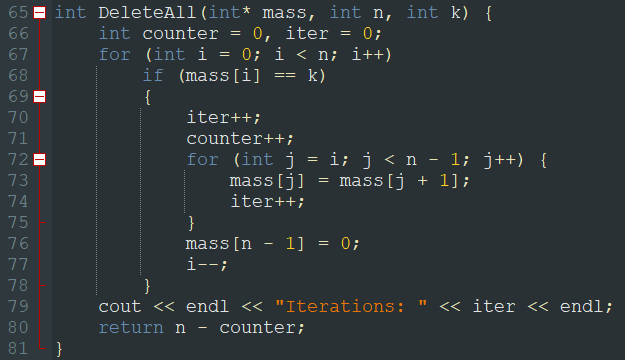 65 int DeleteAll(int* mass, int n, int k) {
66     int counter = 0, iter = 0;
67     for (int i = 0; i < n; i++)
68         if (mass[i] == k)
69         {
70             iter++;
71             counter++;
72             for (int j = i; j < n - 1; j++) {
73                 mass[j] = mass[j + 1];
74                 iter++;
75             }
76             mass[n - 1] = 0;
77             i--;
78         }
79     cout << endl << "Iterations: " << iter << endl;
80     return n - counter;
81 }